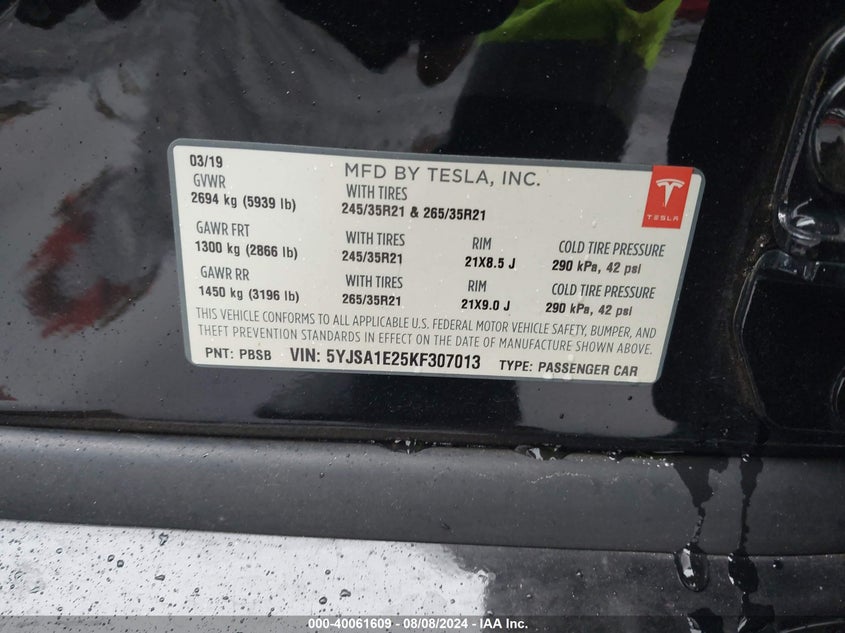 03/19
MFD BY TESLA, INC.
GVWR
2694 kg (5939 lb)
WITH TIRES
245/35R21 & 265/35R21
TESLA
GAWR FRT
1300 kg (2866 lb)
WITH TIRES
245/35R21
RIM
21X8.5 J
COLD TIRE PRESSURE
290 kPa, 42 psi
GAWR RR
1450 kg (3196 lb)
WITH TIRES
265/35R21
RIM
21X9.0 J
COLD TIRE PRESSURE
290 kPa, 42 psi
THIS VEHICLE CONFORMS TO ALL APPLICABLE U.S. FEDERAL MOTOR VEHICLE SAFETY, BUMPER, AND
THEFT PREVENTION STANDARDS IN EFFECT ON THE DATE OF MANUFACTURE SHOWN ABOVE.
PNT: PBSB VIN: 5YJSA1E25KF307013 TYPE: PASSENGER CAR
000-40061609 - 08/08/2024 - IAA Inc.